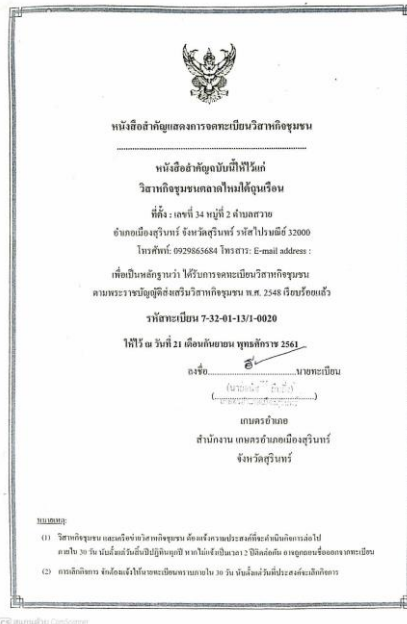 หนังสือสำคัญแสดงการจดทะเบียนวิสาหกิจชุมชน
หนังสือสำคัญฉบับนี้ให้ไว้แก่
วิสาหกิจชุมชนตลาดไหมใต้ถุนเรือน
ที่ตั้ง : เลขที่ 34 หมู่ที่ 2 ตำบลสวาย
อำเภอเมืองสุรินทร์ จังหวัดสุรินทร์ รหัสไปรษณีย์ 32000
โทรศัพท์: 0929865684 โทรสาร: E-mail address :
เพื่อเป็นหลักฐานว่า ได้รับการจดทะเบียนวิสาหกิจชุมชน
ตามพระราชบัญญัติส่งเสริมวิสาหกิจชุมชน พ.ศ. 2548 เรียบร้อยแล้ว
รหัสทะเบียน 7-32-01-13/1-0020
ให้ไว้ ณ วันที่ 21 เดือนกันยายน พุทธศักราช 2561
ลงชื่อ..............................นายทะเบียน
เกษตรอำเภอ
สำนักงาน เกษตรอำเภอเมืองสุรินทร์
จังหวัดสุรินทร์
หมายเหตุ:
(1) วิสาหกิจชุมชน และเครือข่ายวิสาหกิจชุมชน ต้องแจ้งความประสงค์ที่จะดำเนินกิจการต่อไป
ภายใน 30 วัน นับตั้งแต่วันสิ้นปีปฏิทินทุกปี หากไม่แจ้งเป็นเวลา 2 ปีติดต่อกัน อาจถูกถอนชื่อออกจากทะเบียน
(2) การเลิกกิจการ จักต้องแจ้งให้นายทะเบียนทราบภายใน 30 วัน นับตั้งแต่วันที่ประสงค์จะเลิกกิจการ
CS สแกนด้วย CamScanner